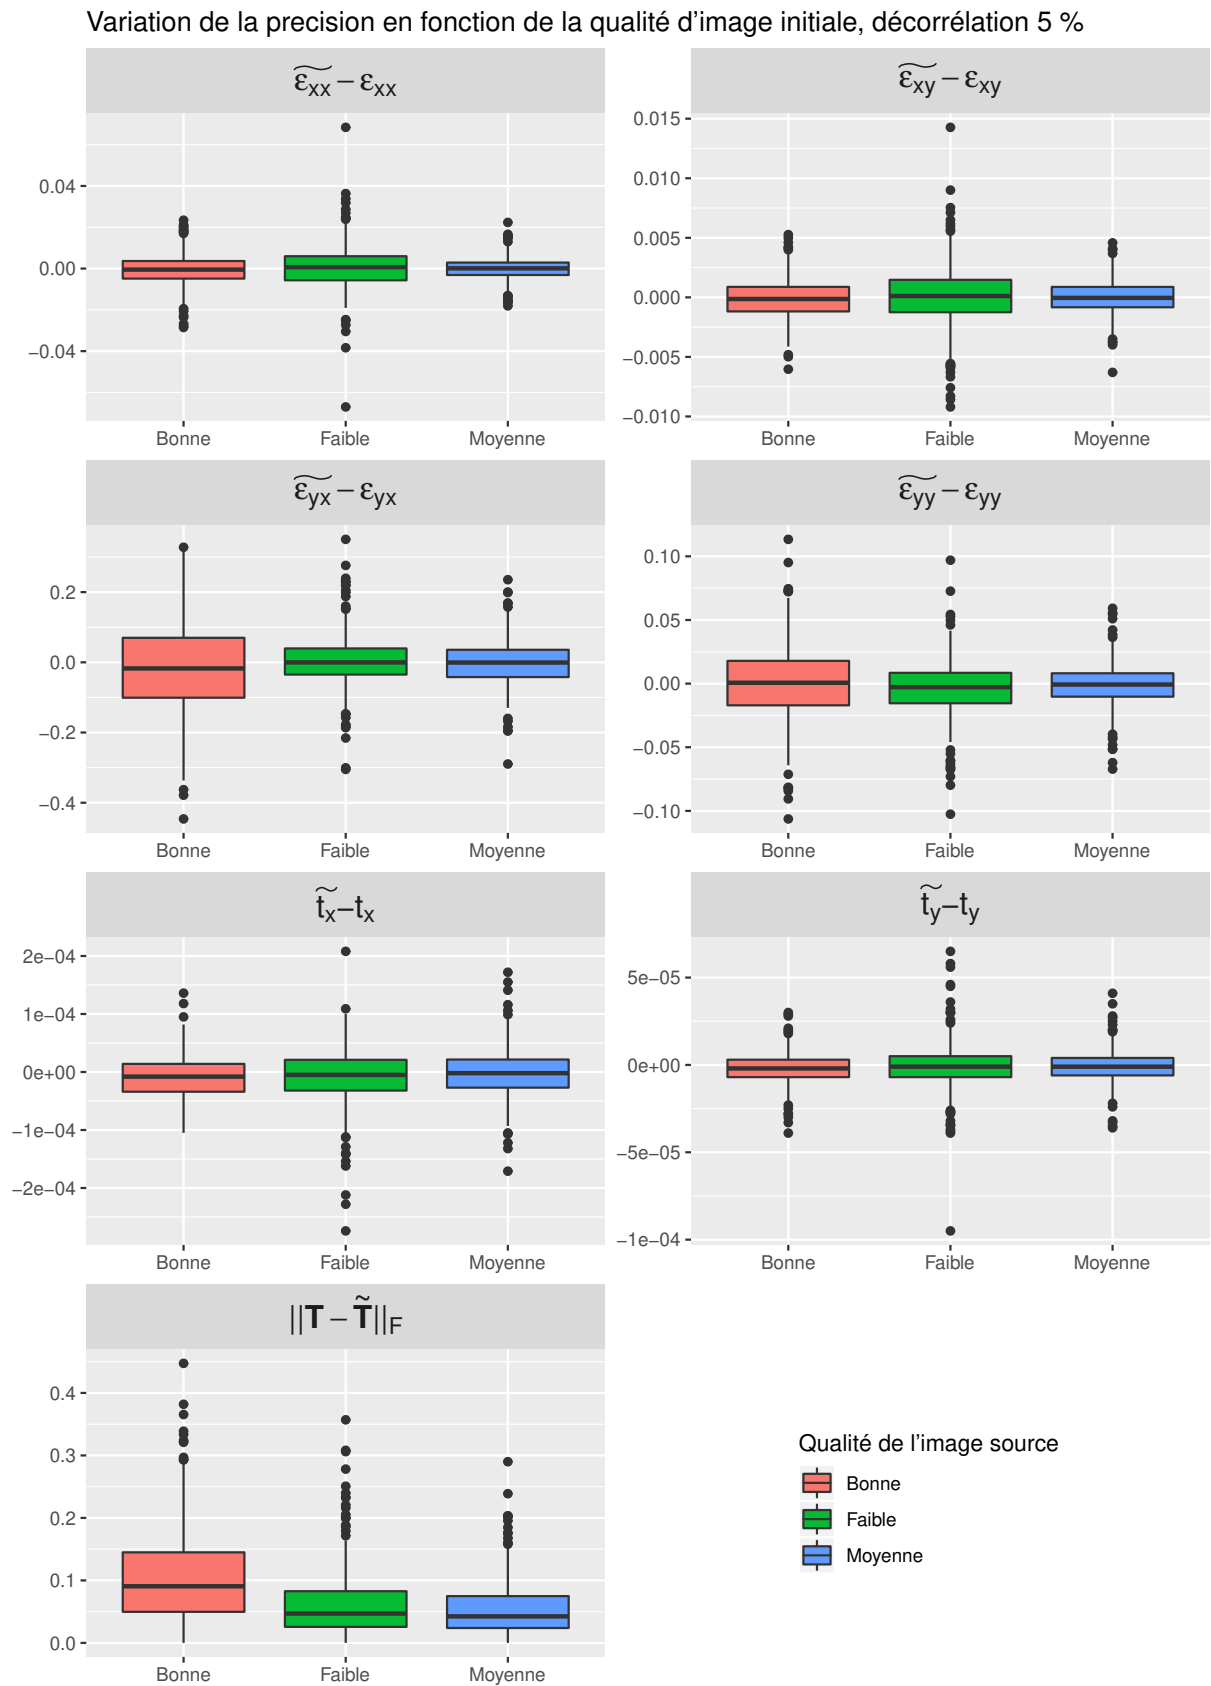 Variation de la precision en fonction de la qualité d'image initiale, décorrélation 5 %
ε̃xx − εxx
ε̃xy − εxy
0.04
0.00
−0.04
Bonne Faible Moyenne
0.015
0.010
0.005
0.000
−0.005
−0.010
Bonne Faible Moyenne
ε̃yx − εyx
ε̃yy − εyy
0.2
0.0
−0.2
−0.4
Bonne Faible Moyenne
0.10
0.05
0.00
−0.05
−0.10
Bonne Faible Moyenne
t̃x−tx
t̃y−ty
2e−04
1e−04
0e+00
−1e−04
−2e−04
Bonne Faible Moyenne
5e−05
0e+00
−5e−05
−1e−04
Bonne Faible Moyenne
||T − T̃||F
0.4
0.3
0.2
0.1
0.0
Bonne Faible Moyenne
Qualité de l'image source
Bonne
Faible
Moyenne